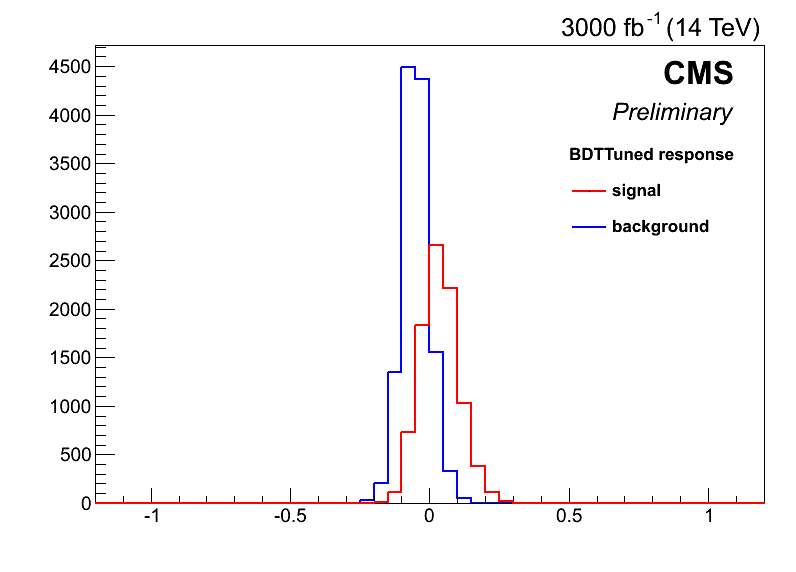 3000 fb-1 (14 TeV)
CMS
Preliminary
BDTTuned response
signal
background
4500
4000
3500
3000
2500
2000
1500
1000
500
0
-1
-0.5
0
0.5
1